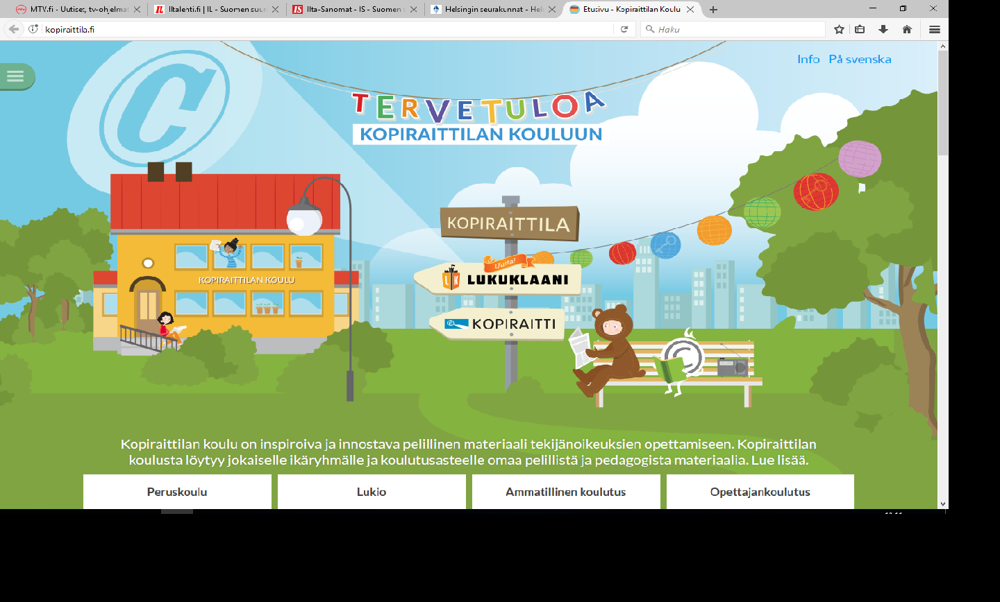 MTV.fi - Uutiset, tv-ohjelmat
Iltalehti.fi | IL - Suomen suuri
Ilta-Sanomat - IS - Suomen s
Helsingin seurakunnat - Hels
Etusivu - Kopiraittilan Koulu
kopiraittila.fi
Haku
Info På svenska
TERVETULOA
KOPIRAITTILAN KOULUUN
KOPIRAITTILA
Uutta!
LK LUKUKLAANI
KOPIRAITTI
KOPIRAITTILAN KOULU
Kopiraittilan koulu on inspiroiva ja innostava pelillinen materiaali tekijänoikeuksien opettamiseen. Kopiraittilan
koulusta löytyy jokaiselle ikäryhmälle ja koulutusasteelle omaa pelillistä ja pedagogista materiaalia. Lue lisää.
Peruskoulu
Lukio
Ammatillinen koulutus
Opettajankoulutus